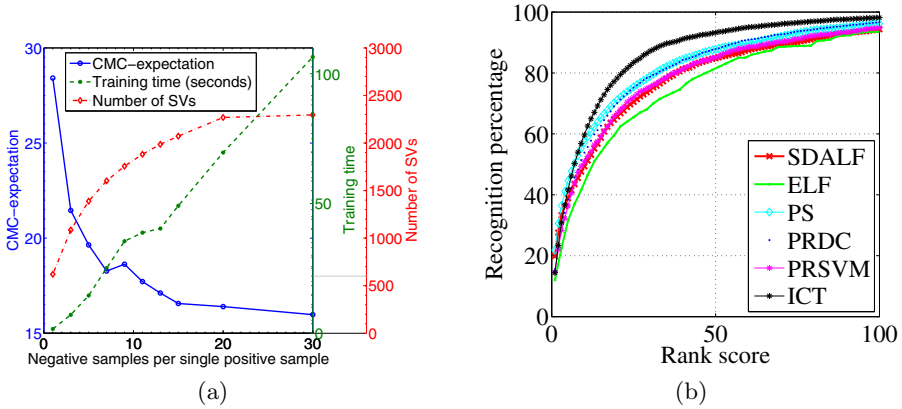 30
25
20
15
CMC-expectation
CMC-expectation
Training time (seconds)
Number of SVs
0
10
20
30
Negative samples per single positive sample
100
50
0
Training time
3000
2500
2000
1500
1000
500
0
Number of SVs
(a)
100
80
60
40
20
0
Recognition percentage
SDALF
ELF
PS
PRDC
PRSVM
ICT
0
50
100
Rank score
(b)